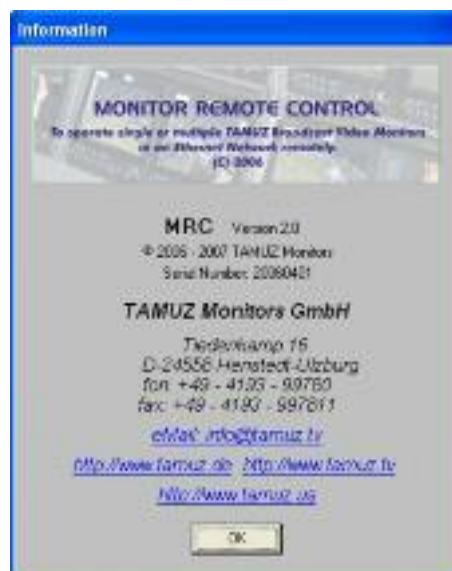 Information
MONITOR REMOTE CONTROL
To operate single or multiple TAMUZ Broadcast Video Monitors
in an Ethernet Network remotely.
(C) 2006
MRC Version 2.0
© 2006 - 2007 TAMUZ Monitors
Serial Number:
TAMUZ Monitors GmbH
Tiedenkamp 16
D-24558 Henstedt-Ulzburg
fon: +49 - 4193 -
fax: +49 - 4193 - 997811
eMail: info@tamuz.tv
http://www.tamuz.de http://www.tamuz.tv
http://www.tamuz.us
OK